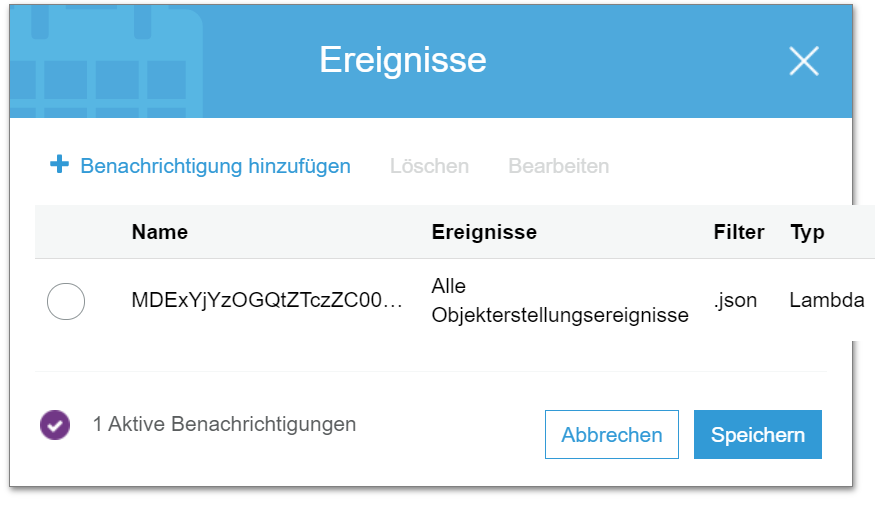 Ereignisse
Benachrichtigung hinzufügen Löschen Bearbeiten
Name Ereignisse Filter Typ
MDExYjYzOGQtZTczZC00… Alle Objekterstellungsereignisse .json Lambda
1 Aktive Benachrichtigungen
Abbrechen Speichern